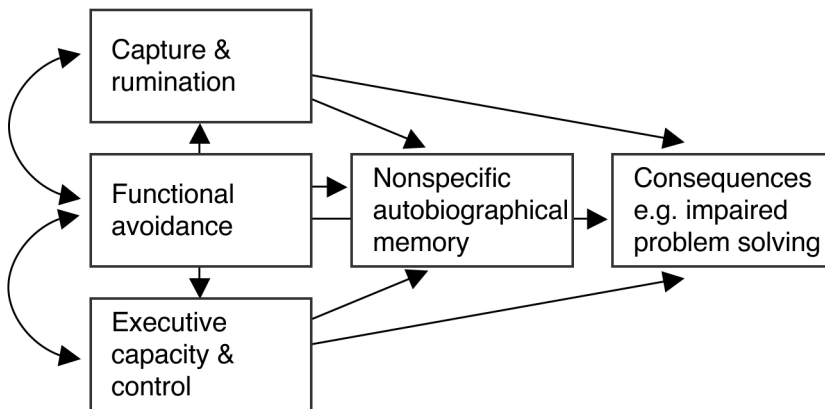 Capture &
rumination
Functional
avoidance
Executive
capacity &
control
Nonspecific
autobiographical
memory
Consequences
e.g. impaired
problem solving